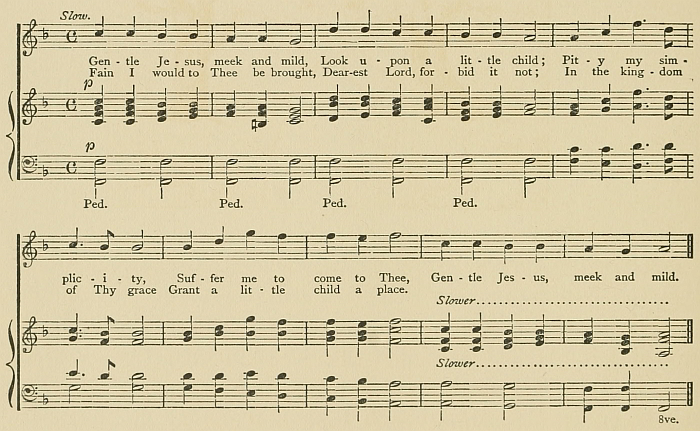 Slow.
Gen - tle Je - sus, meek and mild, Look u - pon a lit - tle child; Pit - y my sim -
Fain I would to Thee be brought, Dear-est Lord, for - bid it not; In the king - dom
p
p
Ped. Ped. Ped. Ped.
plic - i - ty, Suf - fer me to come to Thee, Gen - tle Jes - us, meek and mild.
of Thy grace Grant a lit - tle child a place.
Slower
Slower
8ve.